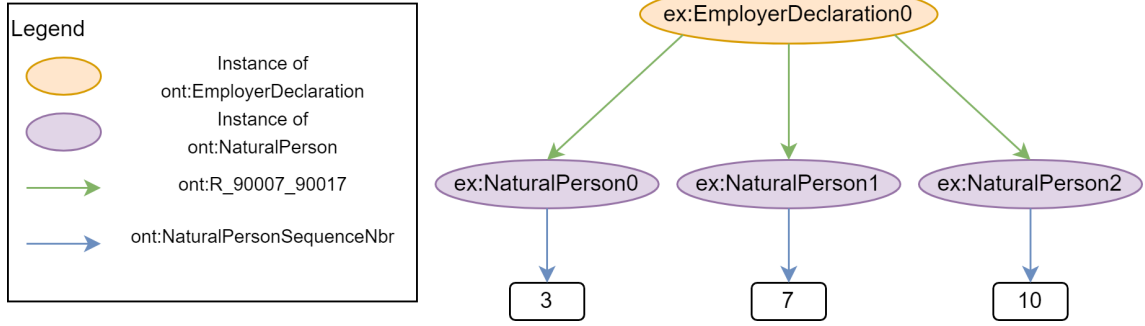 Legend
Instance of
ont:EmployerDeclaration
Instance of
ont:NaturalPerson
ont:R_90007_90017
ont:NaturalPersonSequenceNbr
ex:EmployerDeclaration0
ex:NaturalPerson0
ex:NaturalPerson1
ex:NaturalPerson2
3
7
10